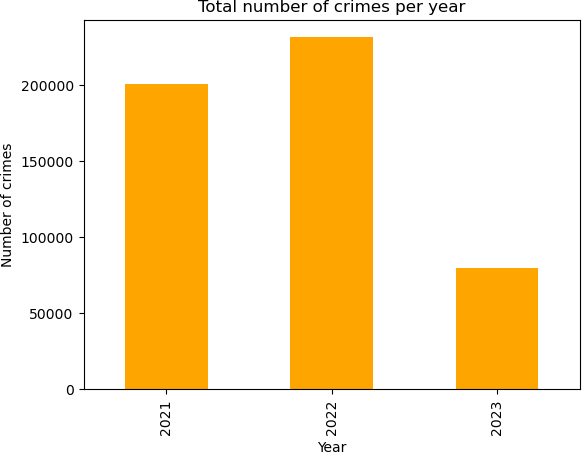 Total number of crimes per year
Number of crimes
200000
150000
100000
50000
0
2021
2022
2023
Year